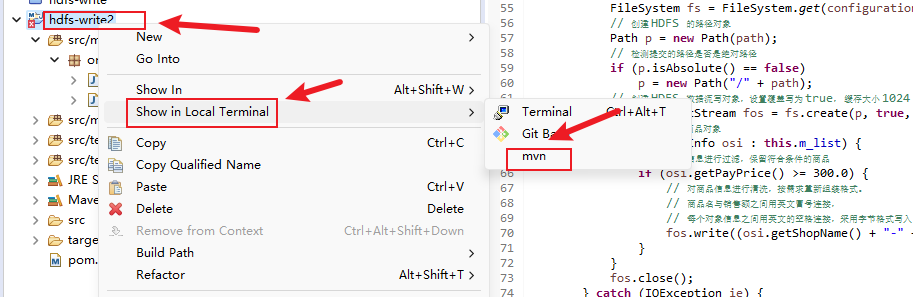 hdfs-write
hdfs-write2
src/m
or
J
J
src/m
src/te
src/te
JRE S
Mave
src
targe
pom.
New
Go Into
Show In Alt+Shift+W
Show in Local Terminal
Copy Ctrl+C
Copy Qualified Name
Paste Ctrl+V
Delete Delete
Remove from Context Ctrl+Alt+Shift+Down
Build Path
Refactor Alt+Shift+T
Terminal Ctrl+Alt+T
Git Ba
mvn
55 FileSystem fs = FileSystem.get(configuration
56 // 创建HDFS 的路径对象
57 Path p = new Path(path);
58 // 检测提交的路径是否是绝对路径
59 if (p.isAbsolute() == false)
60 p = new Path("/" + path);
数据流写对象，设置覆盖写为 true，缓存大小 1024
tStream fos = fs.create(p, true,
品对象
Info osi : this.m_list) {
息进行过滤，保留符合条件的商品
66 if (osi.getPayPrice() >= 300.0) {
67 // 对商品信息进行清洗，按需求重新组装格式。
68 // 商品名与销售额之间用英文冒号连接，
69 // 每个对象信息之间用英文的空格连接，采用字节格式写入
70 fos.write((osi.getShopName() + "-" +
71 }
72 }
73 fos.close();
74 } catch (IOException ie) {